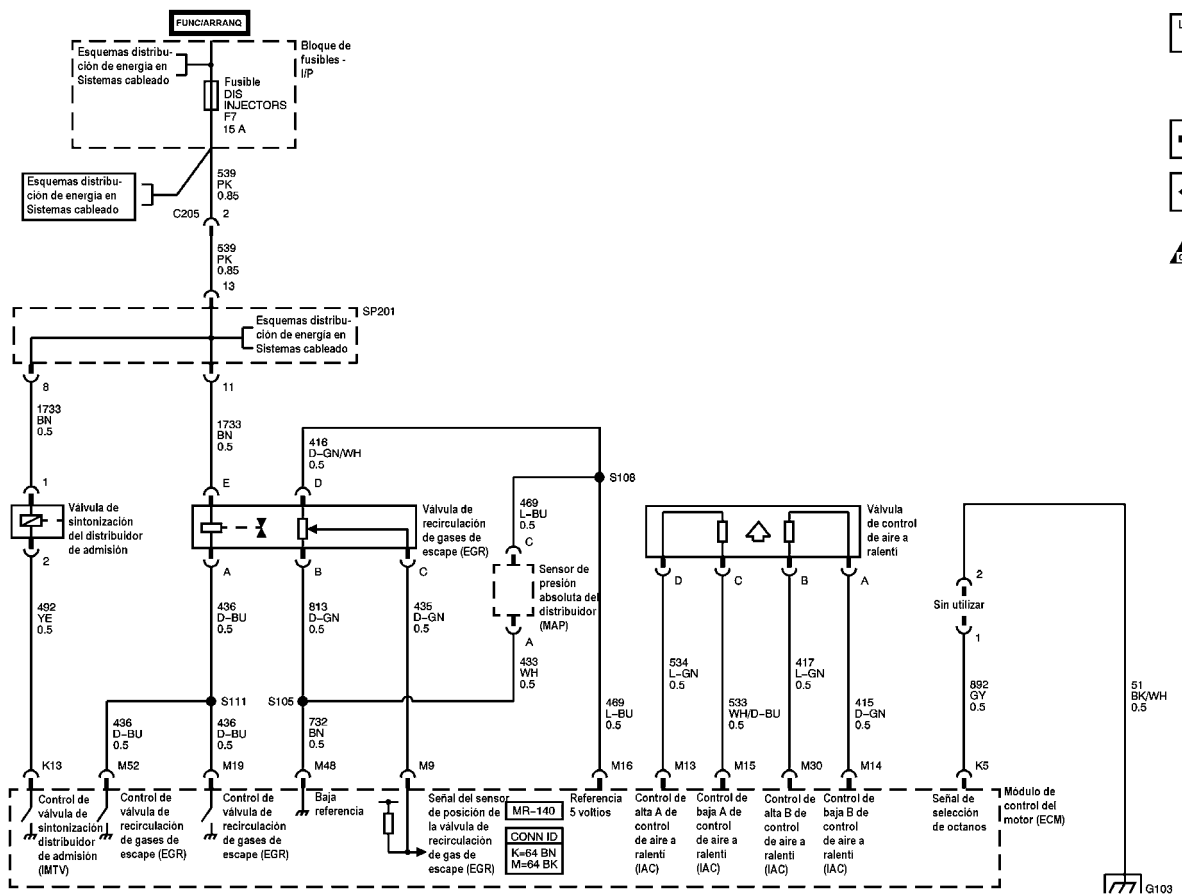 FUNC/ARRANQ
Esquemas distribu-
ción de energía en
Sistemas cableado
Bloque de
fusibles -
I/P
Fusible
DIS
INJECTORS
F7
15 A
Esquemas distribu-
ción de energía en
Sistemas cableado
539
PK
0.85
C205
2
539
PK
0.85
13
SP201
Esquemas distribu-
ción de energía en
Sistemas cableado
8
11
1733
BN
0.5
1733
BN
0.5
416
D-GN/WH
0.5
S108
469
L-BU
0.5
1
E
D
C
Válvula de
sintonización
del distribuidor
de admisión
Válvula de
recirculación
de gases de
escape (EGR)
Válvula
de control
de aire a
ralenti
2
A
B
C
Sensor de
presión
absoluta del
distribuidor
(MAP)
A
D
C
B
A
2
Sin utilizar
1
492
YE
0.5
436
D-BU
0.5
813
D-GN
0.5
435
D-GN
0.5
433
WH
0.5
534
L-GN
0.5
417
L-GN
0.5
892
GY
0.5
51
BK/WH
0.5
S111
S105
436
D-BU
0.5
436
D-BU
0.5
732
BN
0.5
469
L-BU
0.5
533
WH/D-BU
0.5
415
D-GN
0.5
K13
M52
M19
M48
M9
M16
M13
M15
M30
M14
K5
Control de
válvula de
sintonización
distribuidor
de admisión
(IMTV)
Control de
válvula de
recirculación
de gases de
escape (EGR)
Control de
válvula de
recirculación
de gases de
escape (EGR)
Baja
referencia
Señal del sensor
de posición de
la válvula de
recirculación
de gas de
escape (EGR)
MR-140
CONN ID
K=64 BN
M=64 BK
Referencia
5 voltios
Control de
alta A de
control
de aire a
ralenti
(IAC)
Control de
baja A de
control
de aire a
ralenti
(IAC)
Control de
alta B de
control
de aire a
ralenti
(IAC)
Control de
baja B de
control
de aire a
ralenti
(IAC)
Señal de
selección
de octanos
Módulo de
control del
motor (ECM)
G103